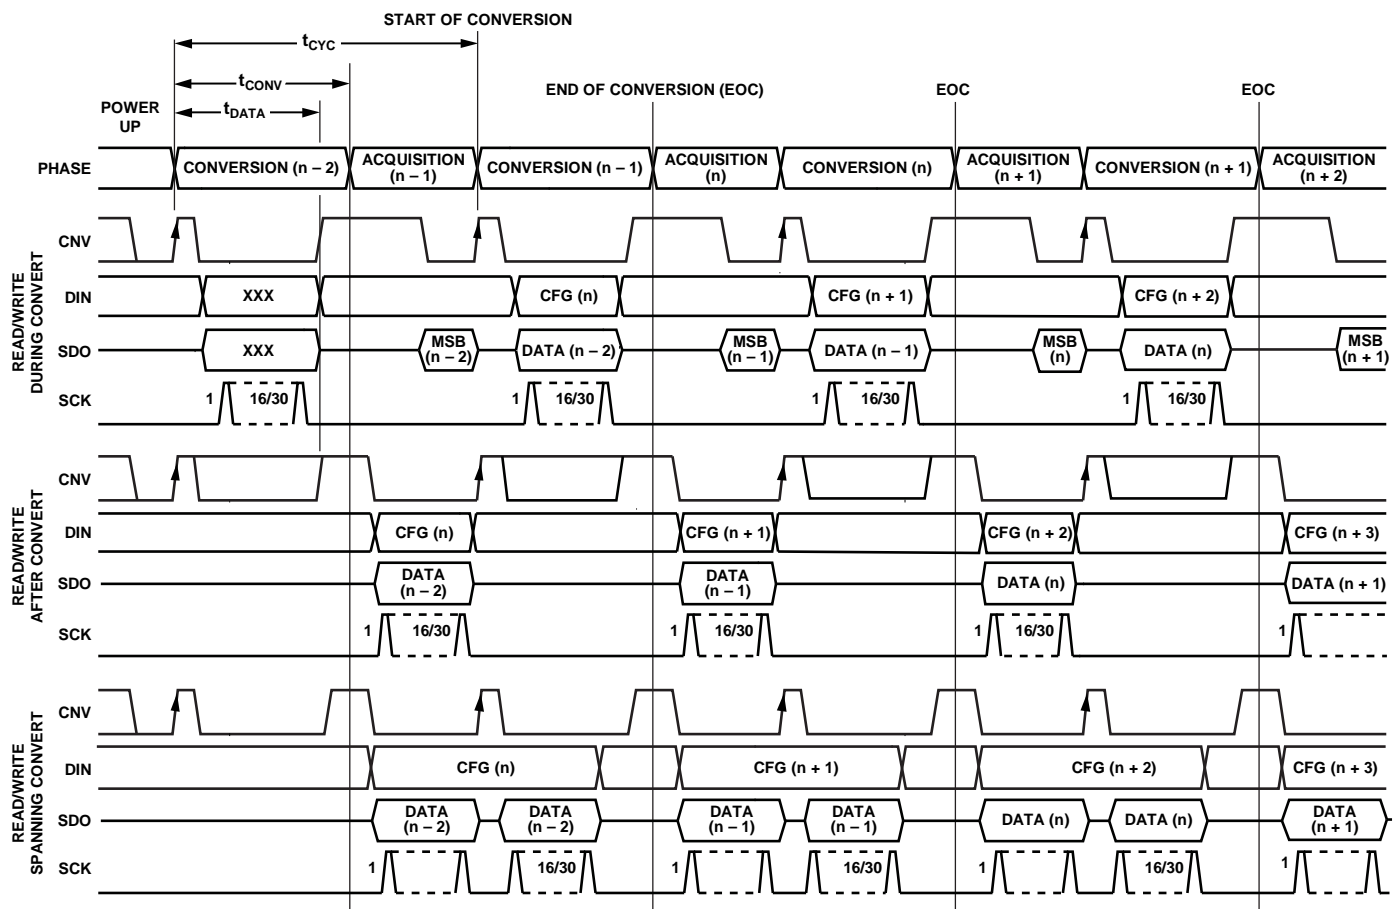 START OF CONVERSION
tCYC
tCONV
tDATA
POWER
UP
END OF CONVERSION (EOC)
EOC
EOC
PHASE
CONVERSION (n – 2)
ACQUISITION
(n – 1)
CONVERSION (n – 1)
ACQUISITION
(n)
CONVERSION (n)
ACQUISITION
(n + 1)
CONVERSION (n + 1)
ACQUISITION
(n + 2)
READ/WRITE
DURING CONVERT
CNV
DIN
XXX
CFG (n)
CFG (n + 1)
CFG (n + 2)
SDO
XXX
MSB
(n – 2)
DATA (n – 2)
MSB
(n – 1)
DATA (n – 1)
MSB
(n)
DATA (n)
MSB
(n + 1)
SCK
1
16/30
1
16/30
1
16/30
1
16/30
READ/WRITE
AFTER CONVERT
CNV
DIN
CFG (n)
CFG (n + 1)
CFG (n + 2)
CFG (n + 3)
SDO
DATA
(n – 2)
DATA
(n – 1)
DATA (n)
DATA (n + 1)
SCK
1
16/30
1
16/30
1
16/30
1
READ/WRITE
SPANNING CONVERT
CNV
DIN
CFG (n)
CFG (n + 1)
CFG (n + 2)
CFG (n + 3)
SDO
DATA
(n – 2)
DATA
(n – 2)
DATA
(n – 1)
DATA
(n – 1)
DATA (n)
DATA (n)
DATA
(n + 1)
SCK
1
16/30
1
16/30
1
16/30
1